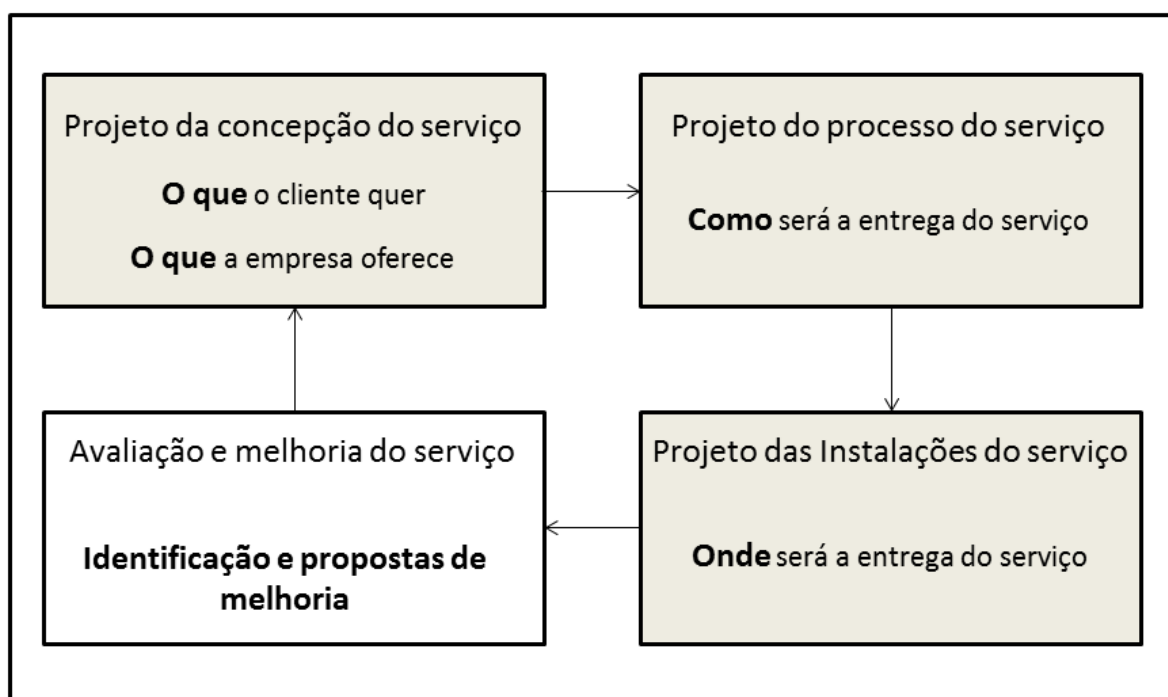 Projeto da concepção do serviço
O que o cliente quer
O que a empresa oferece
Projeto do processo do serviço
Como será a entrega do serviço
Avaliação e melhoria do serviço
Identificação e propostas de
melhoria
Projeto das Instalações do serviço
Onde será a entrega do serviço